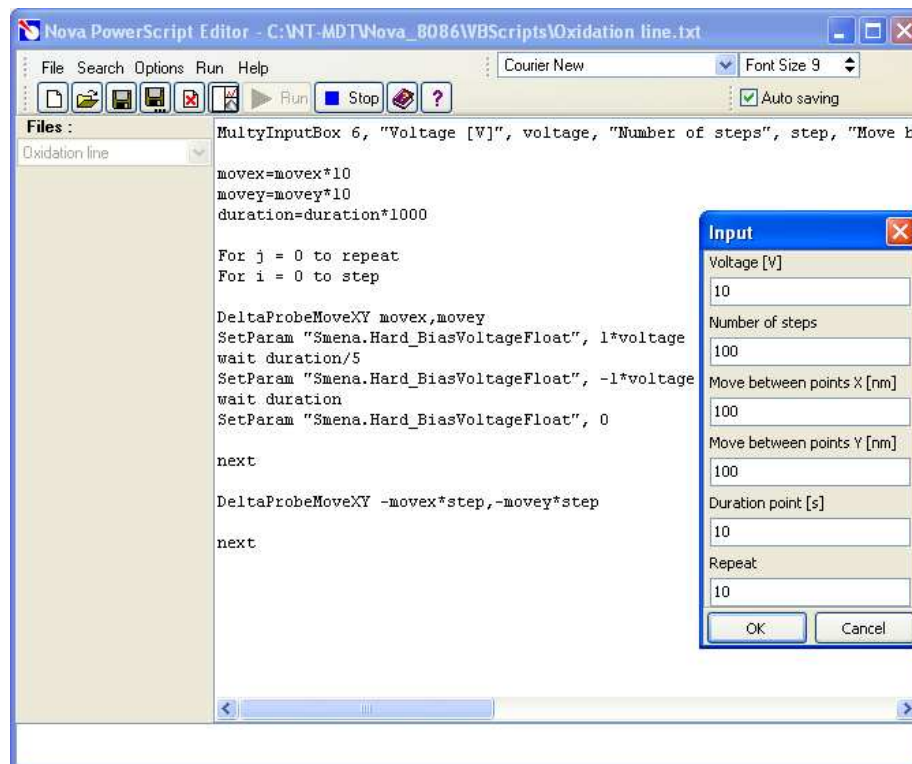 Nova PowerScript Editor - C:\NT-MDT\Nova_8086\VBScripts\Oxidation line.txt
File Search Options Run Help
Courier New
Font Size 9
Run
Stop
?
Auto saving
Files :
Oxidation line
MultyInputBox 6, "Voltage [V]", voltage, "Number of steps", step, "Move b
movex=movex*10
movey=movey*10
duration=duration*1000
For j = 0 to repeat
For i = 0 to step
DeltaProbeMoveXY movex,movey
SetParam "Smena.Hard_BiasVoltageFloat", 1*voltage
wait duration/5
SetParam "Smena.Hard_BiasVoltageFloat", -1*voltage
wait duration
SetParam "Smena.Hard_BiasVoltageFloat", 0
next
DeltaProbeMoveXY -movex*step,-movey*step
next
Input
Voltage [V]
10
Number of steps
100
Move between points X [nm]
100
Move between points Y [nm]
100
Duration point [s]
10
Repeat
10
OK
Cancel